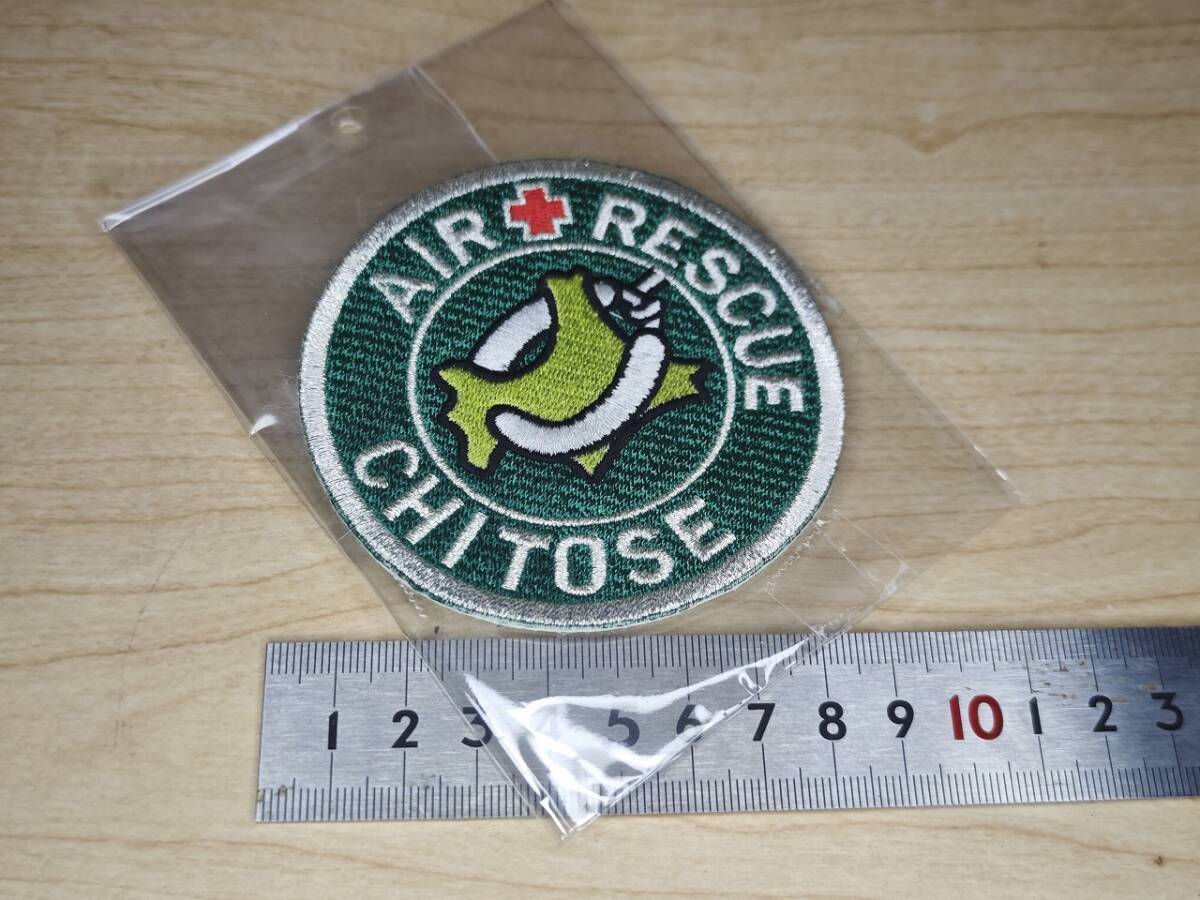 AIR RESCUE
CHITOSE
1 2 3 4 5 6 7 8 9 10 1 2 3